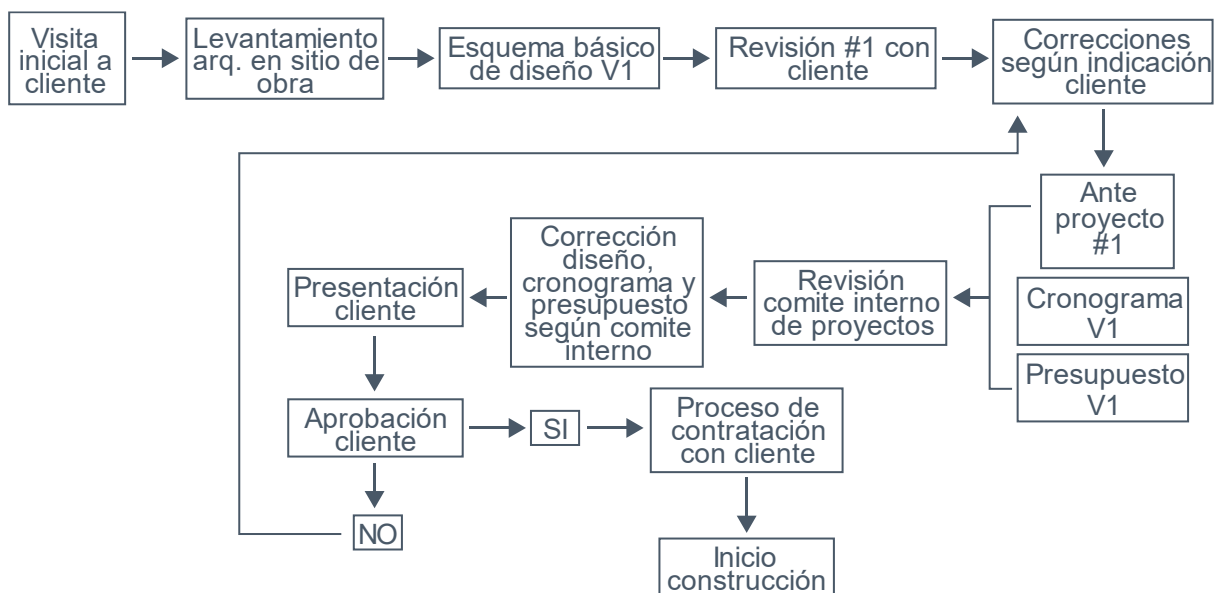 Visita
inicial a
cliente
Levantamiento
arq. en sitio de
obra
Esquema básico
de diseño V1
Revisión #1 con
cliente
Correcciones
según indicación
cliente
Ante
proyecto
#1
Cronograma
V1
Presupuesto
V1
Revisión
comite interno
de proyectos
Corrección
diseño,
cronograma y
presupuesto
según comite
interno
Presentación
cliente
Aprobación
cliente
SI
Proceso de
contratación
con cliente
Inicio
construcción
NO